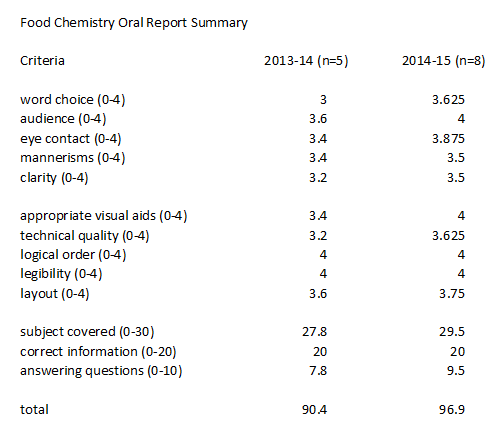 Food Chemistry Oral Report Summary
Criteria 2013-14 (n=5) 2014-15 (n=8)
word choice (0-4) 3 3.625
audience (0-4) 3.6 4
eye contact (0-4) 3.4 3.875
mannerisms (0-4) 3.4 3.5
clarity (0-4) 3.2 3.5
appropriate visual aids (0-4) 3.4 4
technical quality (0-4) 3.2 3.625
logical order (0-4) 4 4
legibility (0-4) 4 4
layout (0-4) 3.6 3.75
subject covered (0-30) 27.8 29.5
correct information (0-20) 20 20
answering questions (0-10) 7.8 9.5
total 90.4 96.9